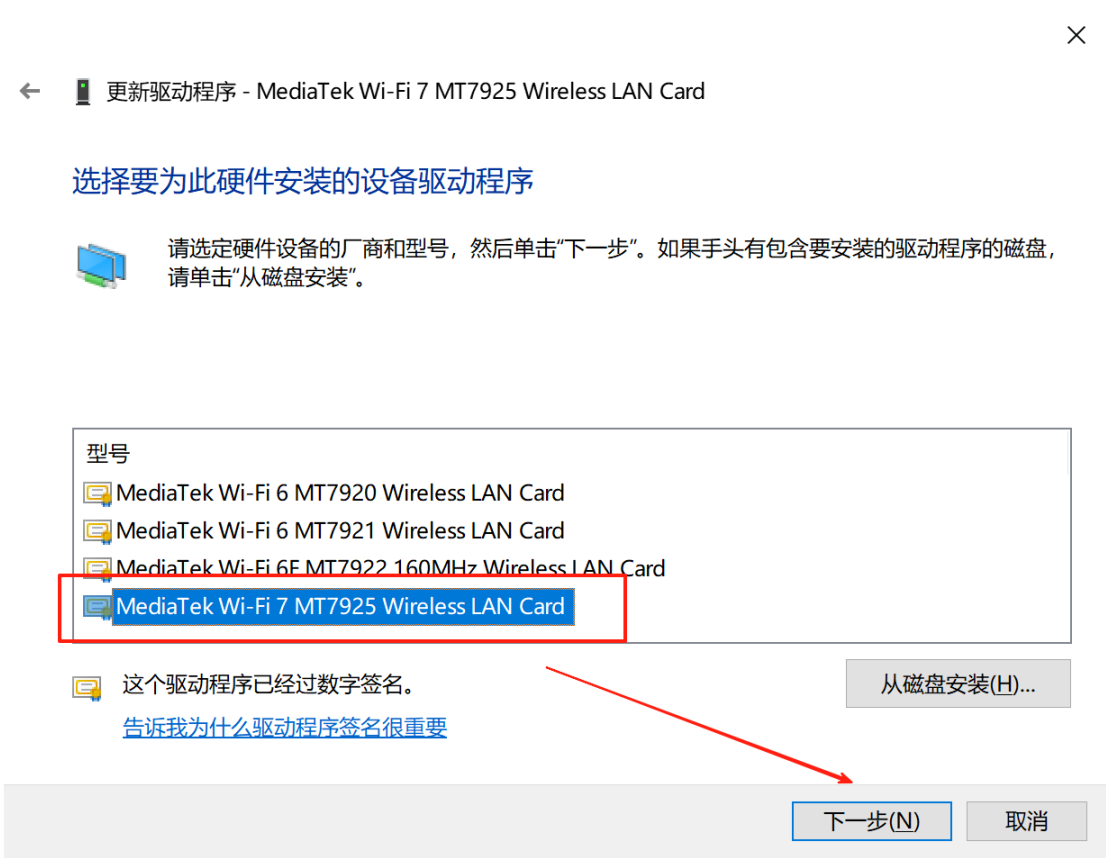 更新驱动程序 - MediaTek Wi-Fi 7 MT7925 Wireless LAN Card
选择要为此硬件安装的设备驱动程序
请选定硬件设备的厂商和型号，然后单击“下一步”。如果手头有包含要安装的驱动程序的磁盘，
请单击“从磁盘安装”。
型号
MediaTek Wi-Fi 6 MT7920 Wireless LAN Card
MediaTek Wi-Fi 6 MT7921 Wireless LAN Card
MediaTek Wi-Fi 6E MT7922 160MHz Wireless LAN Card
MediaTek Wi-Fi 7 MT7925 Wireless LAN Card
这个驱动程序已经过数字签名。
从磁盘安装(H)...
告诉我为什么驱动程序签名很重要
下一步(N)
取消